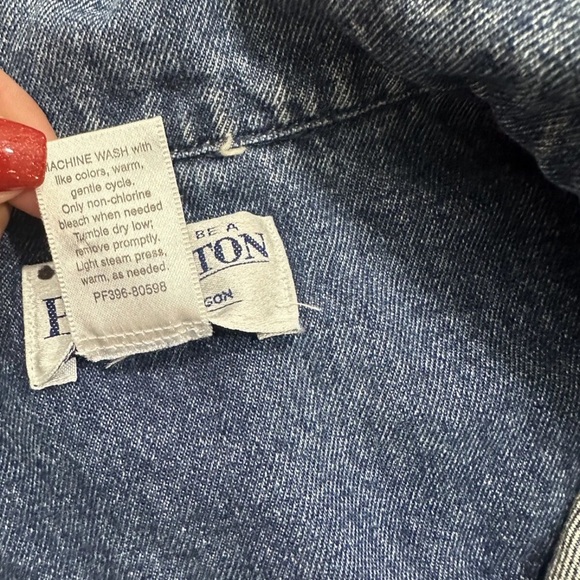 MACHINE WASH with
like colors, warm,
gentle cycle.
Only non-chlorine
bleach when needed
Tumble dry low;
remove promptly.
Light steam press,
warm, as needed.
PF396-80598
BE A
TON
GON